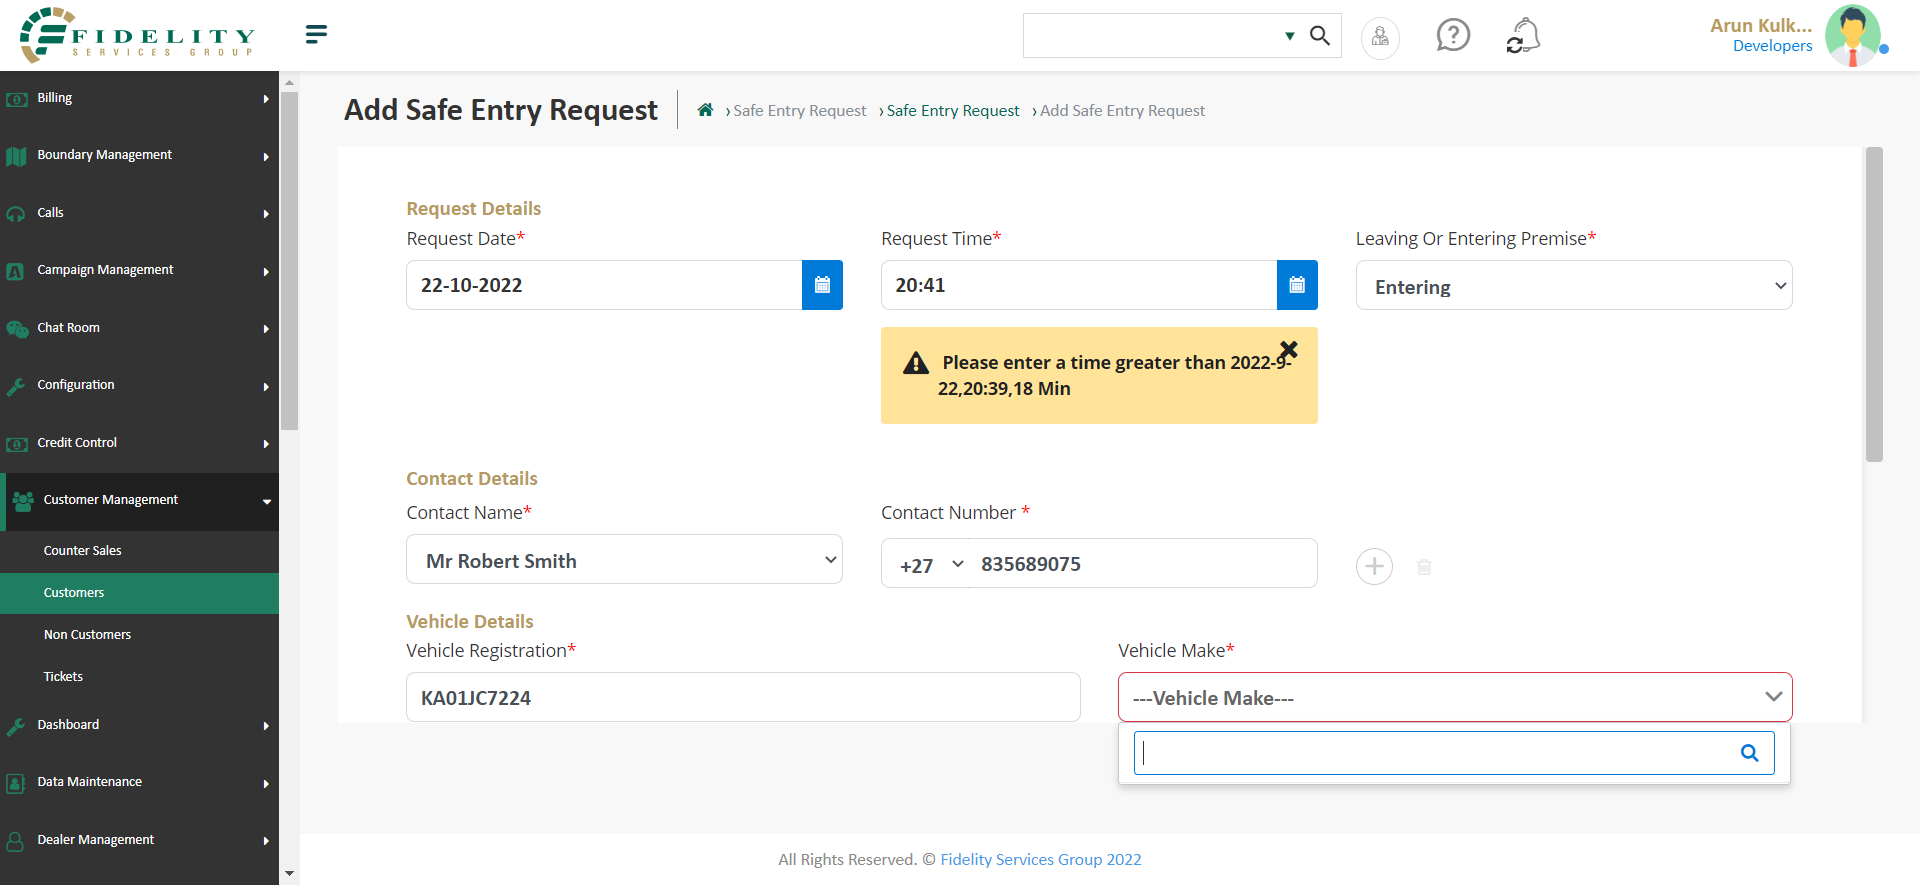 FIDELITY
SERVICES GROUP
Arun Kulk...
Developers
Billing
Boundary Management
Calls
Campaign Management
Chat Room
Configuration
Credit Control
Customer Management
Counter Sales
Customers
Non Customers
Tickets
Dashboard
Data Maintenance
Dealer Management
Add Safe Entry Request
› Safe Entry Request › Safe Entry Request › Add Safe Entry Request
Request Details
Request Date* Request Time* Leaving Or Entering Premise*
22-10-2022 20:41 Entering
Please enter a time greater than 2022-9-
22,20:39,18 Min
Contact Details
Contact Name* Contact Number *
Mr Robert Smith +27 835689075
Vehicle Details
Vehicle Registration* Vehicle Make*
KA01JC7224 ---Vehicle Make---
All Rights Reserved. © Fidelity Services Group 2022